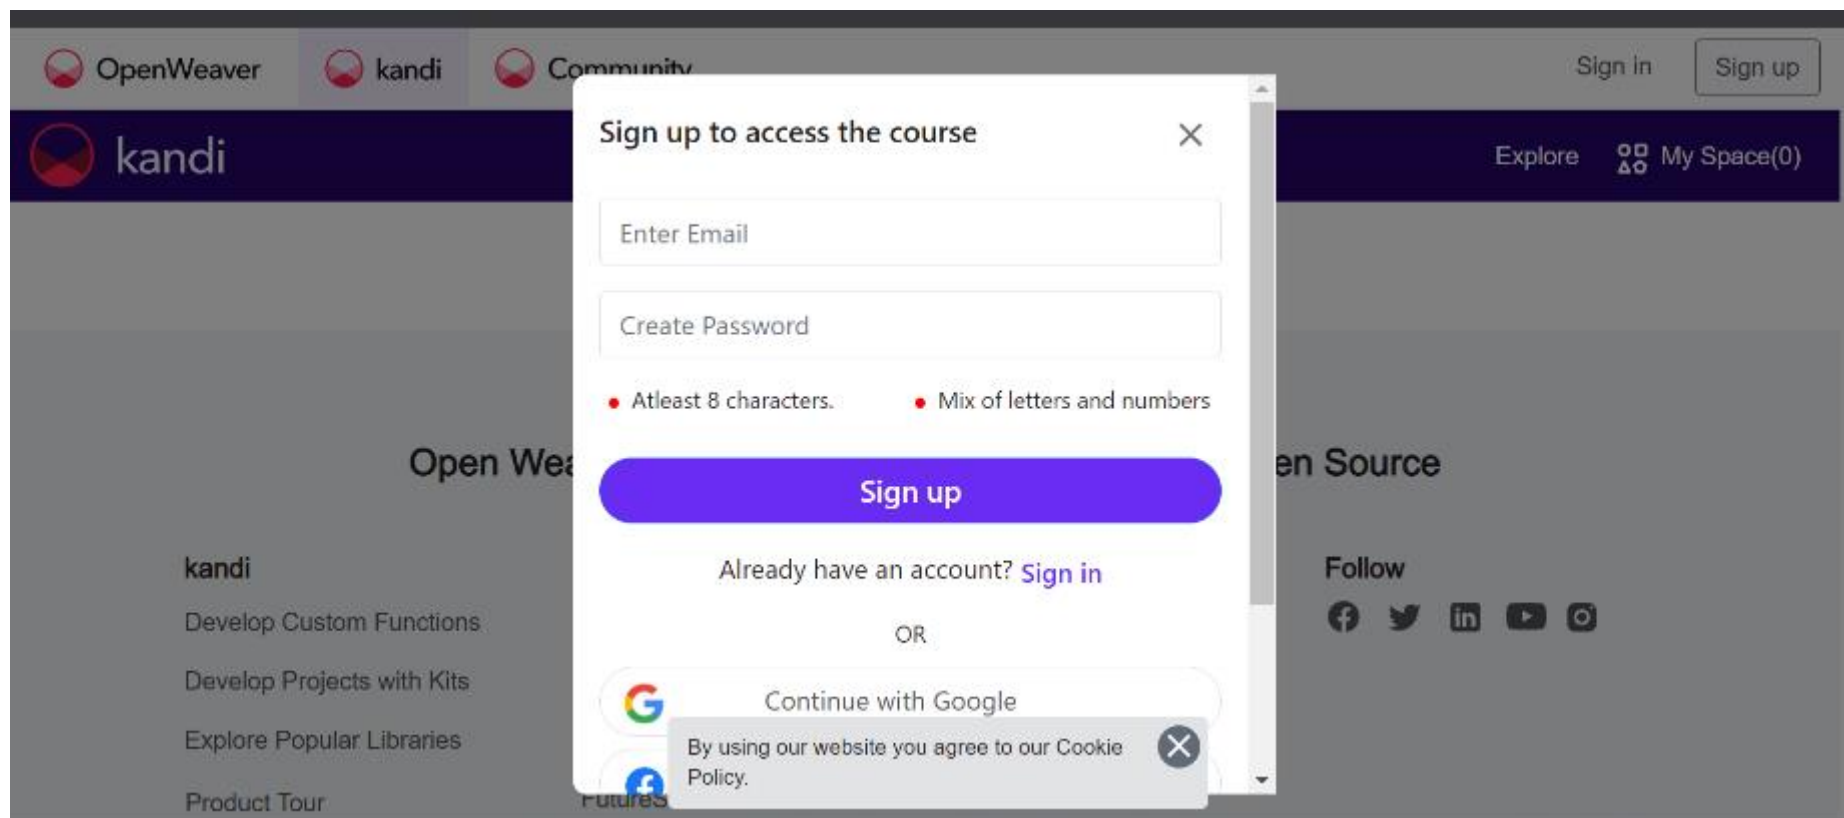 OpenWeaver kandi Community Sign in Sign up
kandi Explore My Space(0)
Sign up to access the course
Enter Email
Create Password
Atleast 8 characters. Mix of letters and numbers
Sign up
Already have an account? Sign in
OR
Continue with Google
By using our website you agree to our Cookie
Policy.
Open en Source
kandi
Develop Custom Functions
Develop Projects with Kits
Explore Popular Libraries
Product Tour
Follow